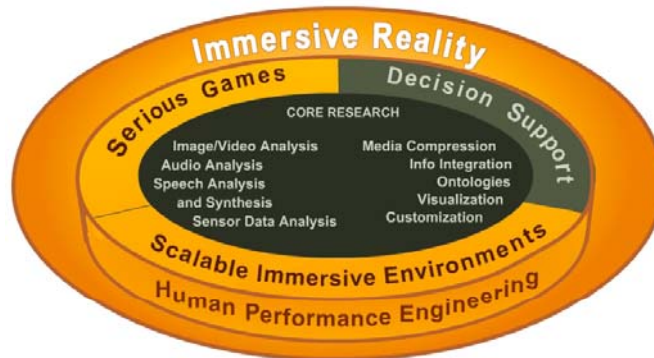 Immersive Reality
Serious Games
Decision Support
CORE RESEARCH
Image/Video Analysis
Audio Analysis
Speech Analysis
and Synthesis
Sensor Data Analysis
Media Compression
Info Integration
Ontologies
Visualization
Customization
Scalable Immersive Environments
Human Performance Engineering